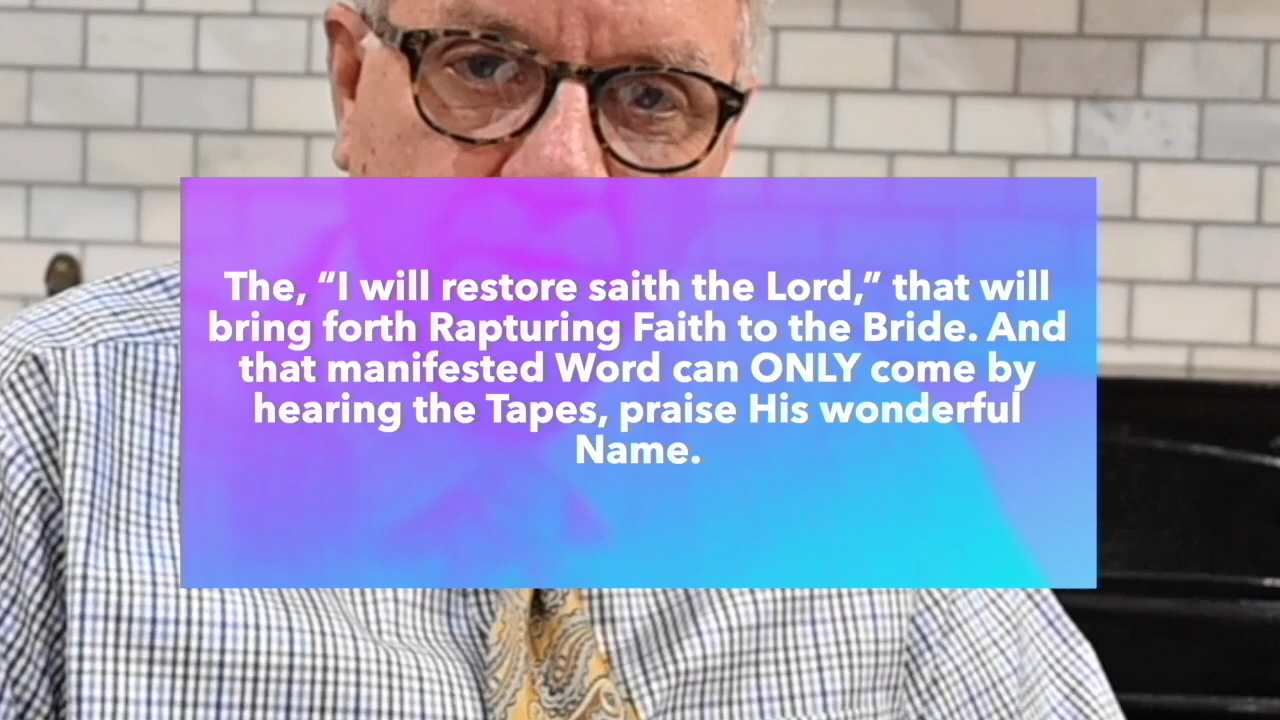 The, “I will restore saith the Lord,” that will
bring forth Rapturing Faith to the Bride. And
that manifested Word can ONLY come by
hearing the Tapes, praise His wonderful
Name.